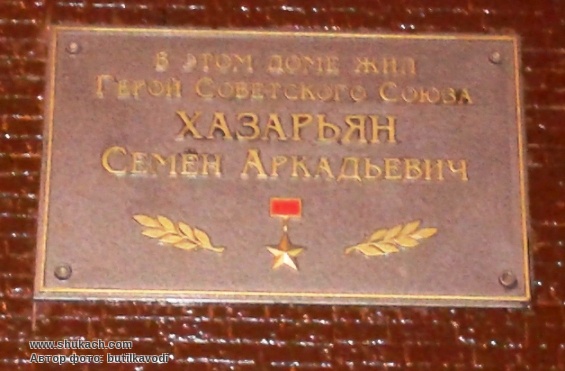 В ЭТОМ ДОМЕ ЖИЛ
ГЕРОЙ СОВЕТСКОГО СОЮЗА
ХАЗАРЬЯН
СЕМЁН АРКАДЬЕВИЧ
www.shukach.com
Автор фото: butilkavodi